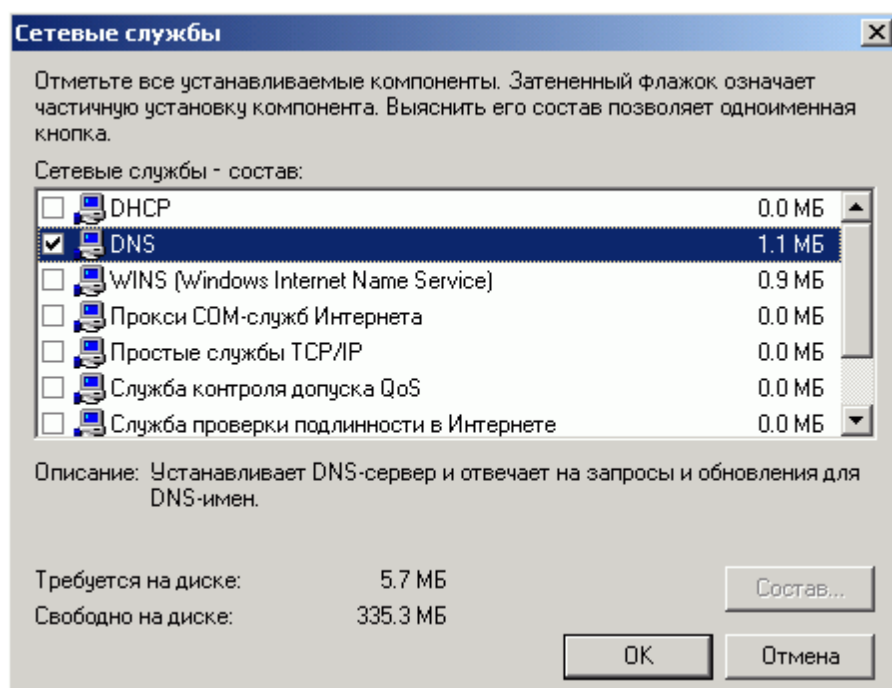 Сетевые службы
Отметьте все устанавливаемые компоненты. Затененный флажок означает
частичную установку компонента. Выяснить его состав позволяет одноименная
кнопка.
Сетевые службы - состав:
DHCP 0.0 МБ
DNS 1.1 МБ
WINS (Windows Internet Name Service) 0.9 МБ
Прокси COM-служб Интернета 0.0 МБ
Простые службы TCP/IP 0.0 МБ
Служба контроля допуска QoS 0.0 МБ
Служба проверки подлинности в Интернете 0.0 МБ
Описание: Устанавливает DNS-сервер и отвечает на запросы и обновления для
DNS-имен.
Требуется на диске: 5.7 МБ
Состав...
Свободно на диске: 335.3 МБ
OK Отмена